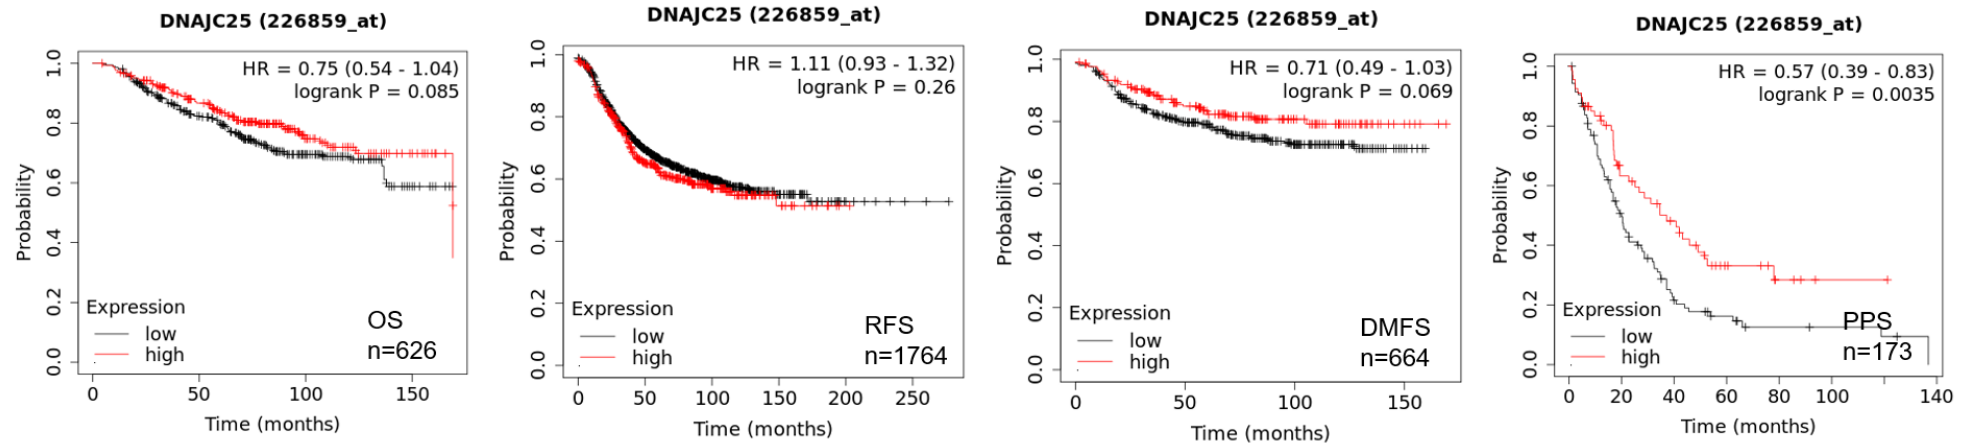 DNAJC25 (226859_at)
HR = 0.75 (0.54 - 1.04)
logrank P = 0.085
Probability
0.0 0.2 0.4 0.6 0.8 1.0
Expression
low
high
OS
n=626
0 50 100 150
Time (months)
DNAJC25 (226859_at)
HR = 1.11 (0.93 - 1.32)
logrank P = 0.26
Probability
0.0 0.2 0.4 0.6 0.8 1.0
Expression
low
high
RFS
n=1764
0 50 100 150 200 250
Time (months)
DNAJC25 (226859_at)
HR = 0.71 (0.49 - 1.03)
logrank P = 0.069
Probability
0.0 0.2 0.4 0.6 0.8 1.0
Expression
low
high
DMFS
n=664
0 50 100 150
Time (months)
DNAJC25 (226859_at)
HR = 0.57 (0.39 - 0.83)
logrank P = 0.0035
Probability
0.0 0.2 0.4 0.6 0.8 1.0
Expression
low
high
PPS
n=173
0 20 40 60 80 100 140
Time (months)